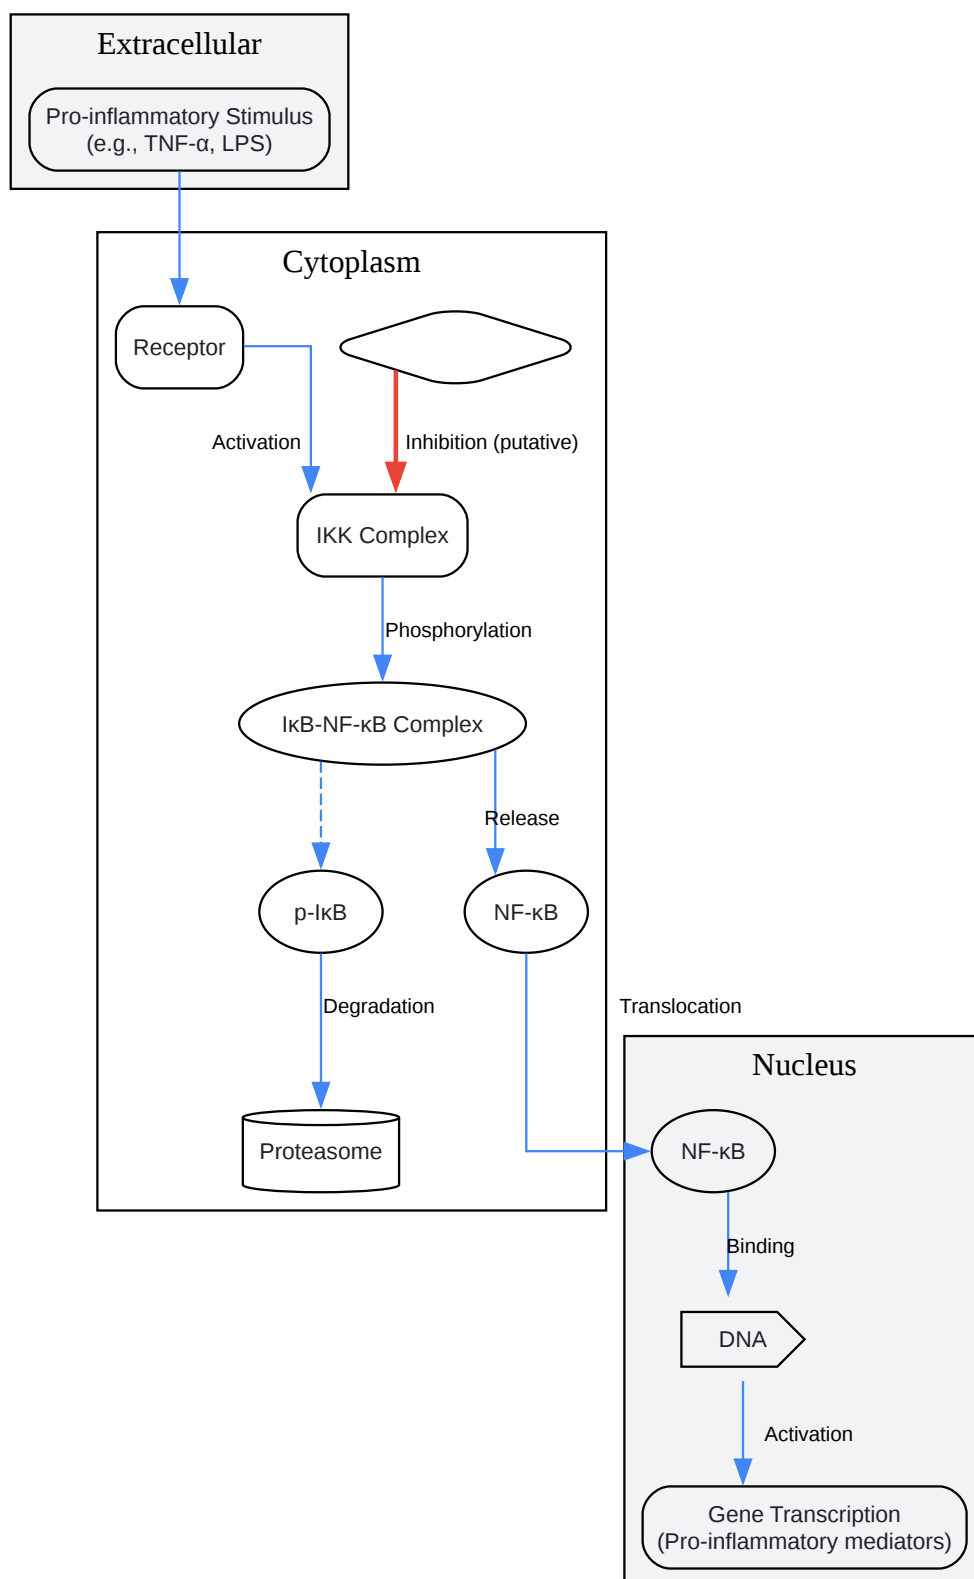 Extracellular
Pro-inflammatory Stimulus
(e.g., TNF-α, LPS)
Cytoplasm
Receptor
Activation
Inhibition (putative)
IKK Complex
Phosphorylation
IκB-NF-κB Complex
Release
p-IκB
NF-κB
Degradation
Translocation
Proteasome
Nucleus
NF-κB
Binding
DNA
Activation
Gene Transcription
(Pro-inflammatory mediators)